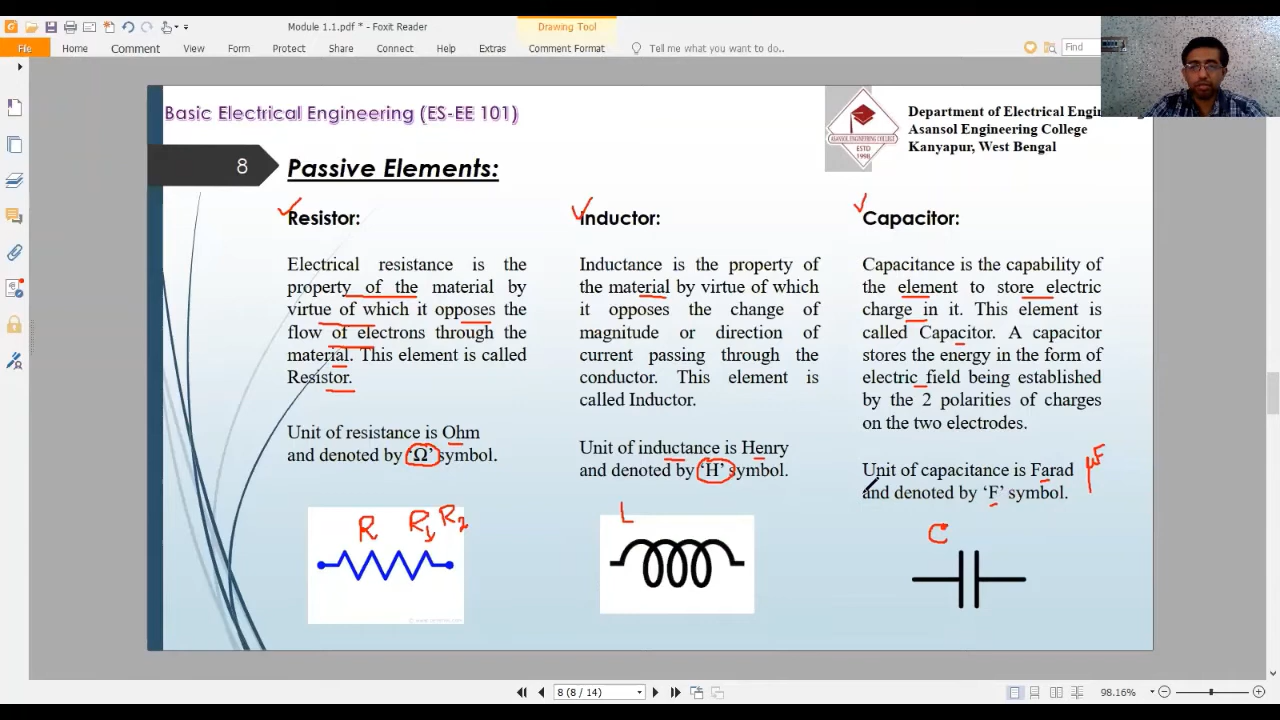 Module 1.1.pdf * - Foxit Reader
Drawing Tool
File
Home
Comment
View
Form
Protect
Share
Connect
Help
Extras
Comment Format
Tell me what you want to do..
Find
Basic Electrical Engineering (ES-EE 101)
Department of Electrical Engin
Asansol Engineering College
Kanyapur, West Bengal
ASANSOL ENGINEERING COLLEGE
ESTD
1998
8
Passive Elements:
Resistor:
Electrical resistance is the
property of the material by
virtue of which it opposes the
flow of electrons through the
material. This element is called
Resistor.
Unit of resistance is Ohm
and denoted by ‘Ω’ symbol.
R R1 R2
Inductor:
Inductance is the property of
the material by virtue of which
it opposes the change of
magnitude or direction of
current passing through the
conductor. This element is
called Inductor.
Unit of inductance is Henry
and denoted by ‘H’ symbol.
L
Capacitor:
Capacitance is the capability of
the element to store electric
charge in it. This element is
called Capacitor. A capacitor
stores the energy in the form of
electric field being established
by the 2 polarities of charges
on the two electrodes.
Unit of capacitance is Farad
and denoted by ‘F’ symbol.
μF
C
8 (8 / 14)
98.16%